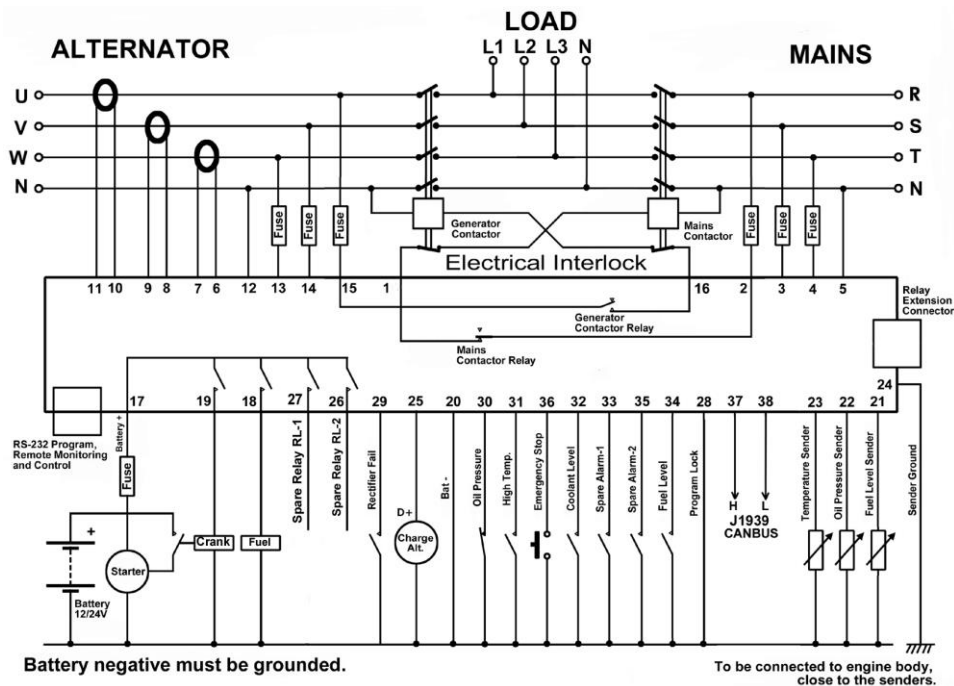 LOAD
ALTERNATOR
MAINS
L1 L2 L3 N
U
R
V
S
W
T
N
N
Fuse
Fuse
Fuse
Generator
Contactor
Mains
Contactor
Fuse
Fuse
Fuse
Electrical Interlock
11 10 9 8 7 6 12 13 14 15 1 16 2 3 4 5
Relay
Extension
Connector
Generator
Contactor Relay
Mains
Contactor Relay
24
17 19 18 27 26 29 25 20 30 31 36 32 33 35 34 28 37 38 23 22 21
RS-232 Program,
Remote Monitoring
and Control
Battery +
Fuse
Spare Relay RL-1
Spare Relay RL-2
Rectifier Fail
D+
Charge
Alt.
Bat -
Oil Pressure
High Temp.
Emergency Stop
Coolant Level
Spare Alarm-1
Spare Alarm-2
Fuel Level
Program Lock
H L
J1939
CANBUS
Temperature Sender
Oil Pressure Sender
Fuel Level Sender
Sender Ground
+
Starter
Crank
Fuel
Battery
12/24V
Battery negative must be grounded.
To be connected to engine body,
close to the senders.